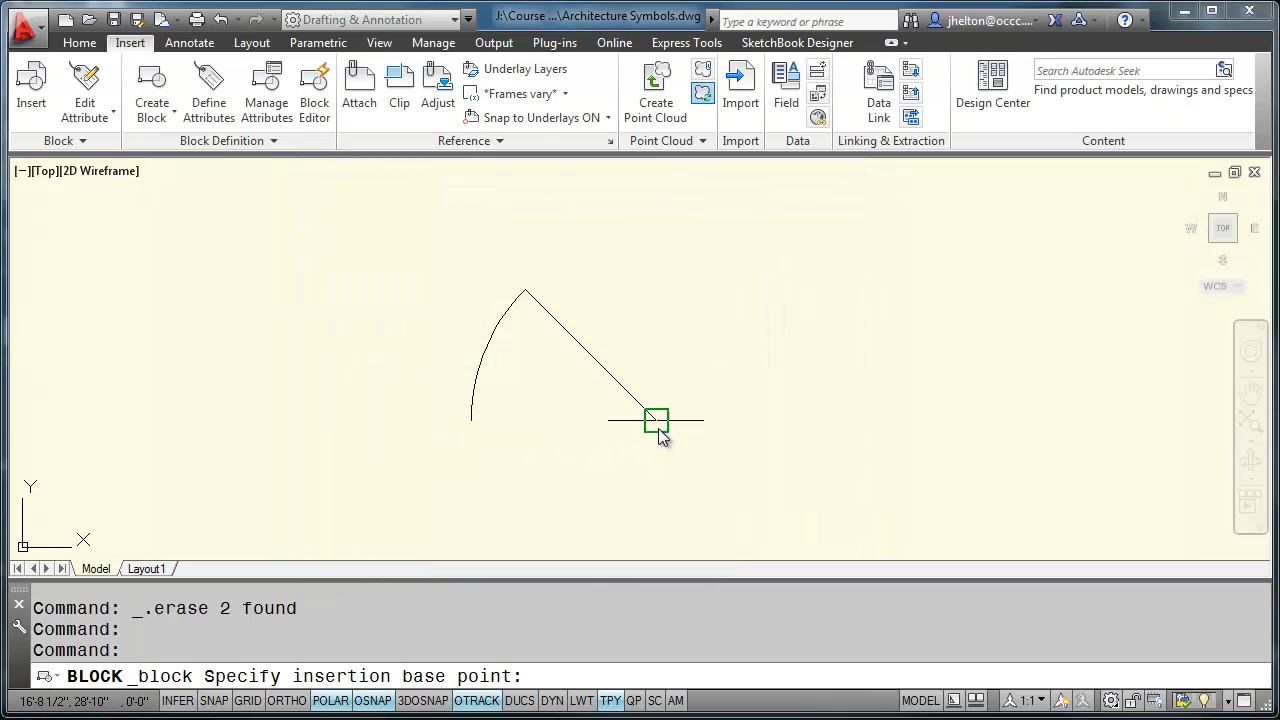 Drafting & Annotation
J:\Course ...\Architecture Symbols.dwg
Type a keyword or phrase
jhelton@occc....
Home Insert Annotate Layout Parametric View Manage Output Plug-ins Online Express Tools SketchBook Designer
Insert
Edit
Attribute
Create
Block
Define
Attributes
Manage
Attributes
Block
Editor
Attach
Clip
Adjust
Underlay Layers
*Frames vary*
Snap to Underlays ON
Create
Point Cloud
Import
Field
Data
Link
Design Center
Search Autodesk Seek
Find product models, drawings and specs
Block
Block Definition
Reference
Point Cloud
Import
Data
Linking & Extraction
Content
[−][Top][2D Wireframe]
N
W
TOP
E
S
WCS
Y
X
Model
Layout1
Command: _.erase 2 found
Command:
Command:
BLOCK _block Specify insertion base point:
16'-8 1/2", 28'-10" , 0'-0"
INFER SNAP GRID ORTHO POLAR OSNAP 3DOSNAP OTRACK DUCS DYN LWT TPY QP SC AM
MODEL
1:1